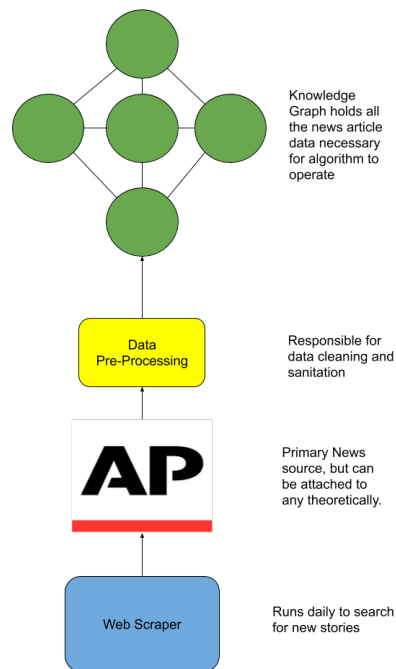 Knowledge
Graph holds all
the news article
data necessary
for algorithm to
operate
Data
Pre-Processing
Responsible for
data cleaning and
sanitation
AP
Primary News
source, but can
be attached to
any theoretically.
Web Scraper
Runs daily to search
for new stories